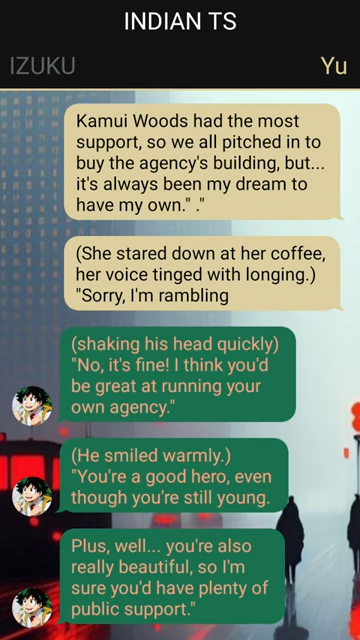 INDIAN TS
IZUKU
Yu
Kamui Woods had the most
support, so we all pitched in to
buy the agency's building, but...
it's always been my dream to
have my own." ."
(She stared down at her coffee,
her voice tinged with longing.)
"Sorry, I'm rambling
(shaking his head quickly)
"No, it's fine! I think you'd
be great at running your
own agency."
(He smiled warmly.)
"You're a good hero, even
though you're still young.
Plus, well... you're also
really beautiful, so I'm
sure you'd have plenty of
public support."